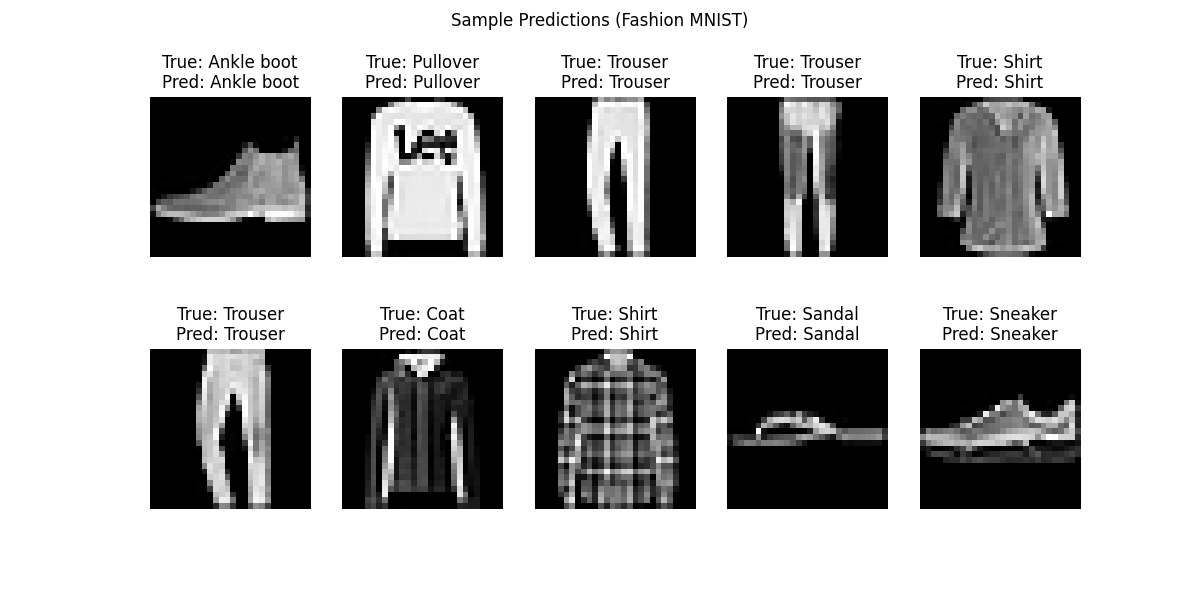 Sample Predictions (Fashion MNIST)
True: Ankle boot
Pred: Ankle boot
True: Pullover
Pred: Pullover
True: Trouser
Pred: Trouser
True: Trouser
Pred: Trouser
True: Shirt
Pred: Shirt
Lee
True: Trouser
Pred: Trouser
True: Coat
Pred: Coat
True: Shirt
Pred: Shirt
True: Sandal
Pred: Sandal
True: Sneaker
Pred: Sneaker